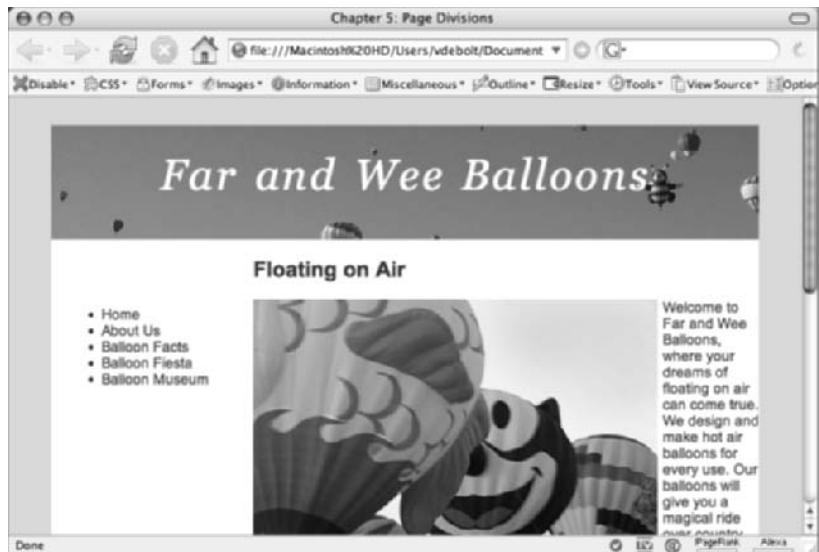 Chapter 5: Page Divisions
file:///Macintosh%20HD/Users/vdebolt/Document
G
Disable CSS Forms Images Information Miscellaneous Outline Resize Tools View Source Option
Far and Wee Balloons
Floating on Air
• Home
• About Us
• Balloon Facts
• Balloon Fiesta
• Balloon Museum
Welcome to
Far and Wee
Balloons,
where your
dreams of
floating on air
can come true.
We design and
make hot air
balloons for
every use. Our
balloons will
give you a
magical ride
over country
Done PageRank Alexa